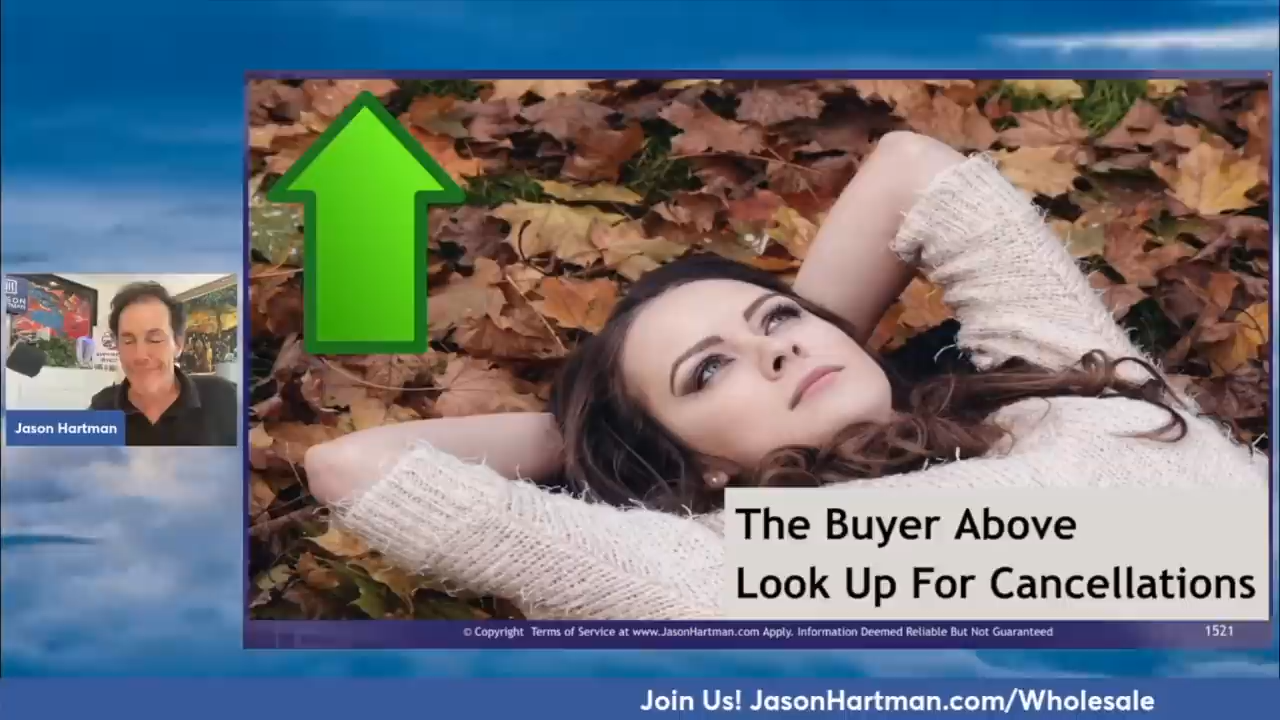 Jason Hartman
The Buyer Above
Look Up For Cancellations
© Copyright Terms of Service at www.JasonHartman.com Apply. Information Deemed Reliable But Not Guaranteed
1521
Join Us! JasonHartman.com/Wholesale